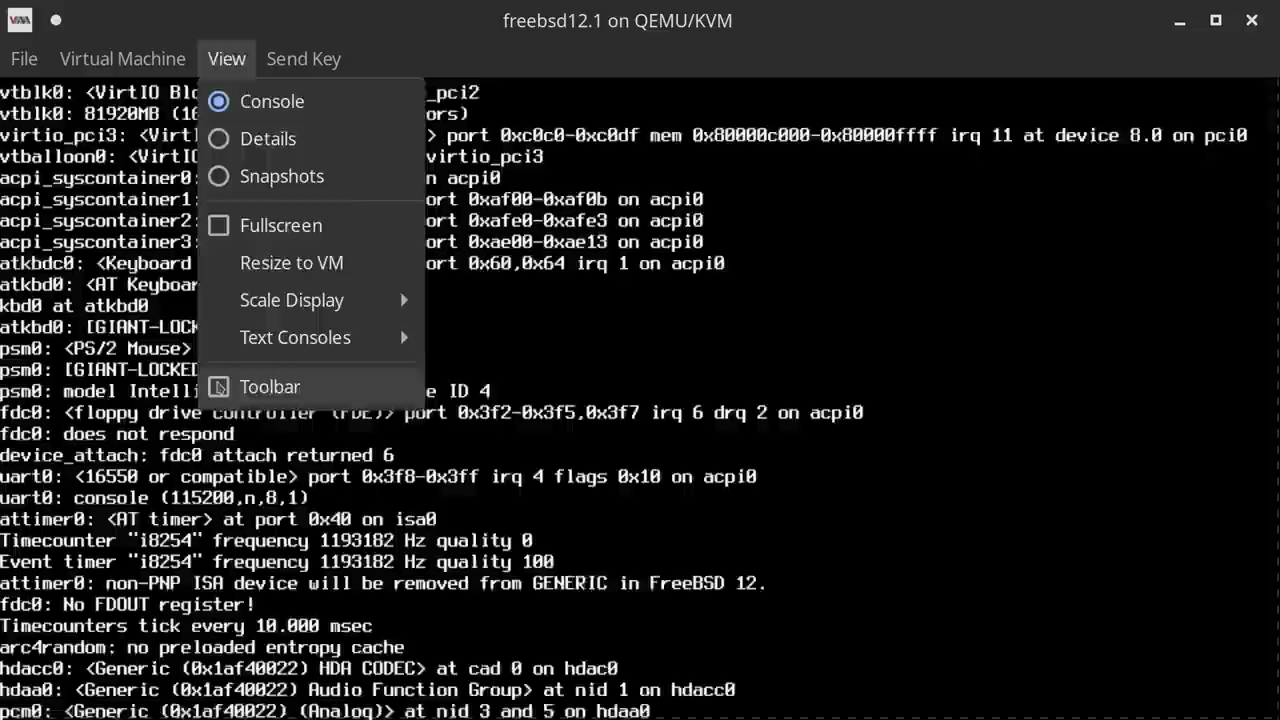 freebsd12.1 on QEMU/KVM
File Virtual Machine View Send Key
Console
Details
Snapshots
Fullscreen
Resize to VM
Scale Display
Text Consoles
Toolbar
vtblk0: <VirtIO Blo _pci2
vtblk0: 81920MB (16 ors)
virtio_pci3: <Virtl > port 0xc0c0-0xc0df mem 0x80000c000-0x80000ffff irq 11 at device 8.0 on pci0
vtballoon0: <VirtIO virtio_pci3
acpi_syscontainer0: n acpi0
acpi_syscontainer1: ort 0xaf00-0xaf0b on acpi0
acpi_syscontainer2: ort 0xafe0-0xafe3 on acpi0
acpi_syscontainer3: ort 0xae00-0xae13 on acpi0
atkbdc0: <Keyboard ort 0x60,0x64 irq 1 on acpi0
atkbd0: <AT Keyboar
kbd0 at atkbd0
atkbd0: [GIANT-LOCK
psm0: <PS/2 Mouse>
psm0: [GIANT-LOCKED
psm0: model Intelli e ID 4
fdc0: <floppy drive controller (FDE)> port 0x3f2-0x3f5,0x3f7 irq 6 drq 2 on acpi0
fdc0: does not respond
device_attach: fdc0 attach returned 6
uart0: <16550 or compatible> port 0x3f8-0x3ff irq 4 flags 0x10 on acpi0
uart0: console (115200,n,8,1)
attimer0: <AT timer> at port 0x40 on isa0
Timecounter "i8254" frequency 1193182 Hz quality 0
Event timer "i8254" frequency 1193182 Hz quality 100
attimer0: non-PNP ISA device will be removed from GENERIC in FreeBSD 12.
fdc0: No FDOUT register!
Timecounters tick every 10.000 msec
arc4random: no preloaded entropy cache
hdacc0: <Generic (0x1af40022) HDA CODEC> at cad 0 on hdac0
hdaa0: <Generic (0x1af40022) Audio Function Group> at nid 1 on hdacc0
pcm0: <Generic (0x1af40022) (Analog)> at nid 3 and 5 on hdaa0